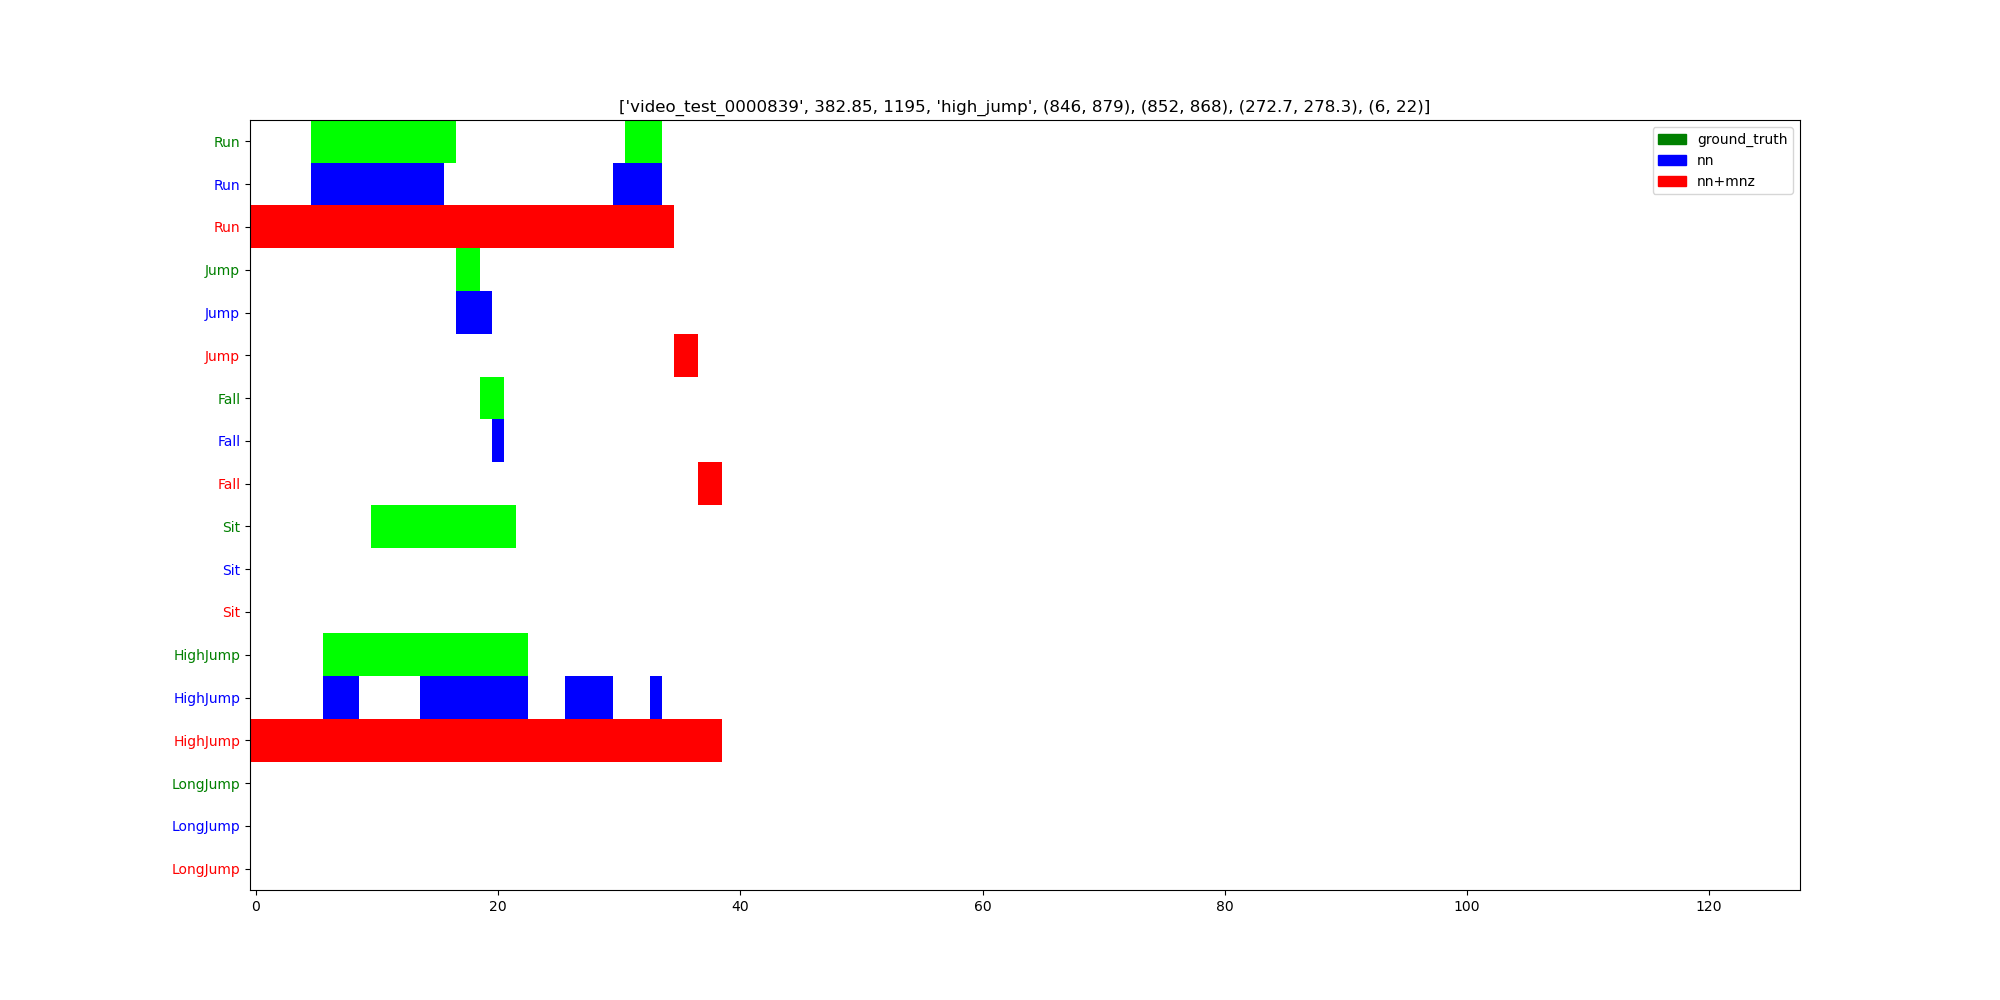 ['video_test_0000839', 382.85, 1195, 'high_jump', (846, 879), (852, 868), (272.7, 278.3), (6, 22)]
ground_truth
nn
nn+mnz
Run
Run
Run
Jump
Jump
Jump
Fall
Fall
Fall
Sit
Sit
Sit
HighJump
HighJump
HighJump
LongJump
LongJump
LongJump
0 20 40 60 80 100 120